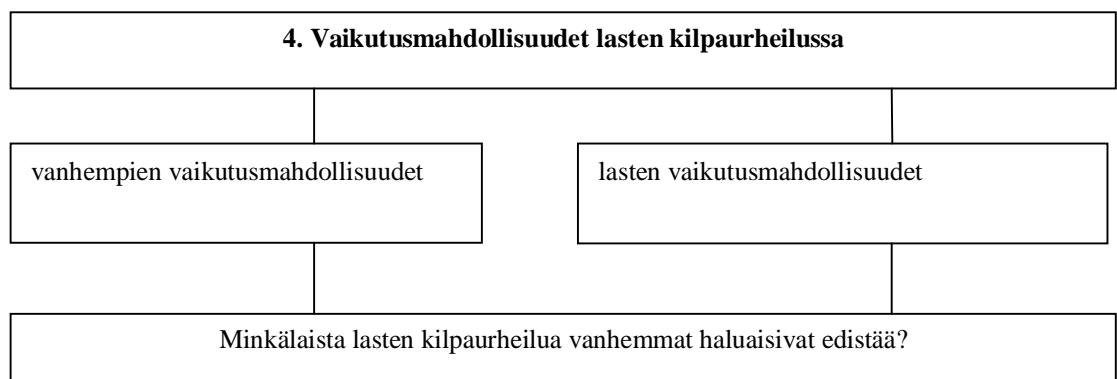 4. Vaikutusmahdollisuudet lasten kilpaurheilussa
vanhempien vaikutusmahdollisuudet
lasten vaikutusmahdollisuudet
Minkälaista lasten kilpaurheilua vanhemmat haluaisivat edistää?